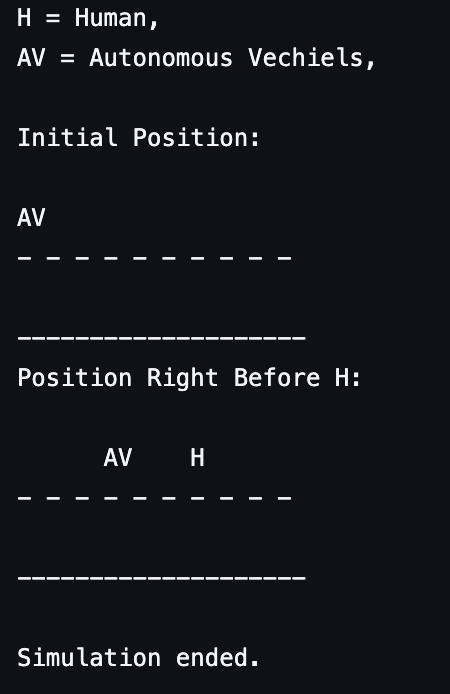 H = Human,
AV = Autonomous Vechiels,
Initial Position:
AV
- - - - - - - - - -
--------------------
Position Right Before H:
      AV    H
- - - - - - - - - -
--------------------
Simulation ended.